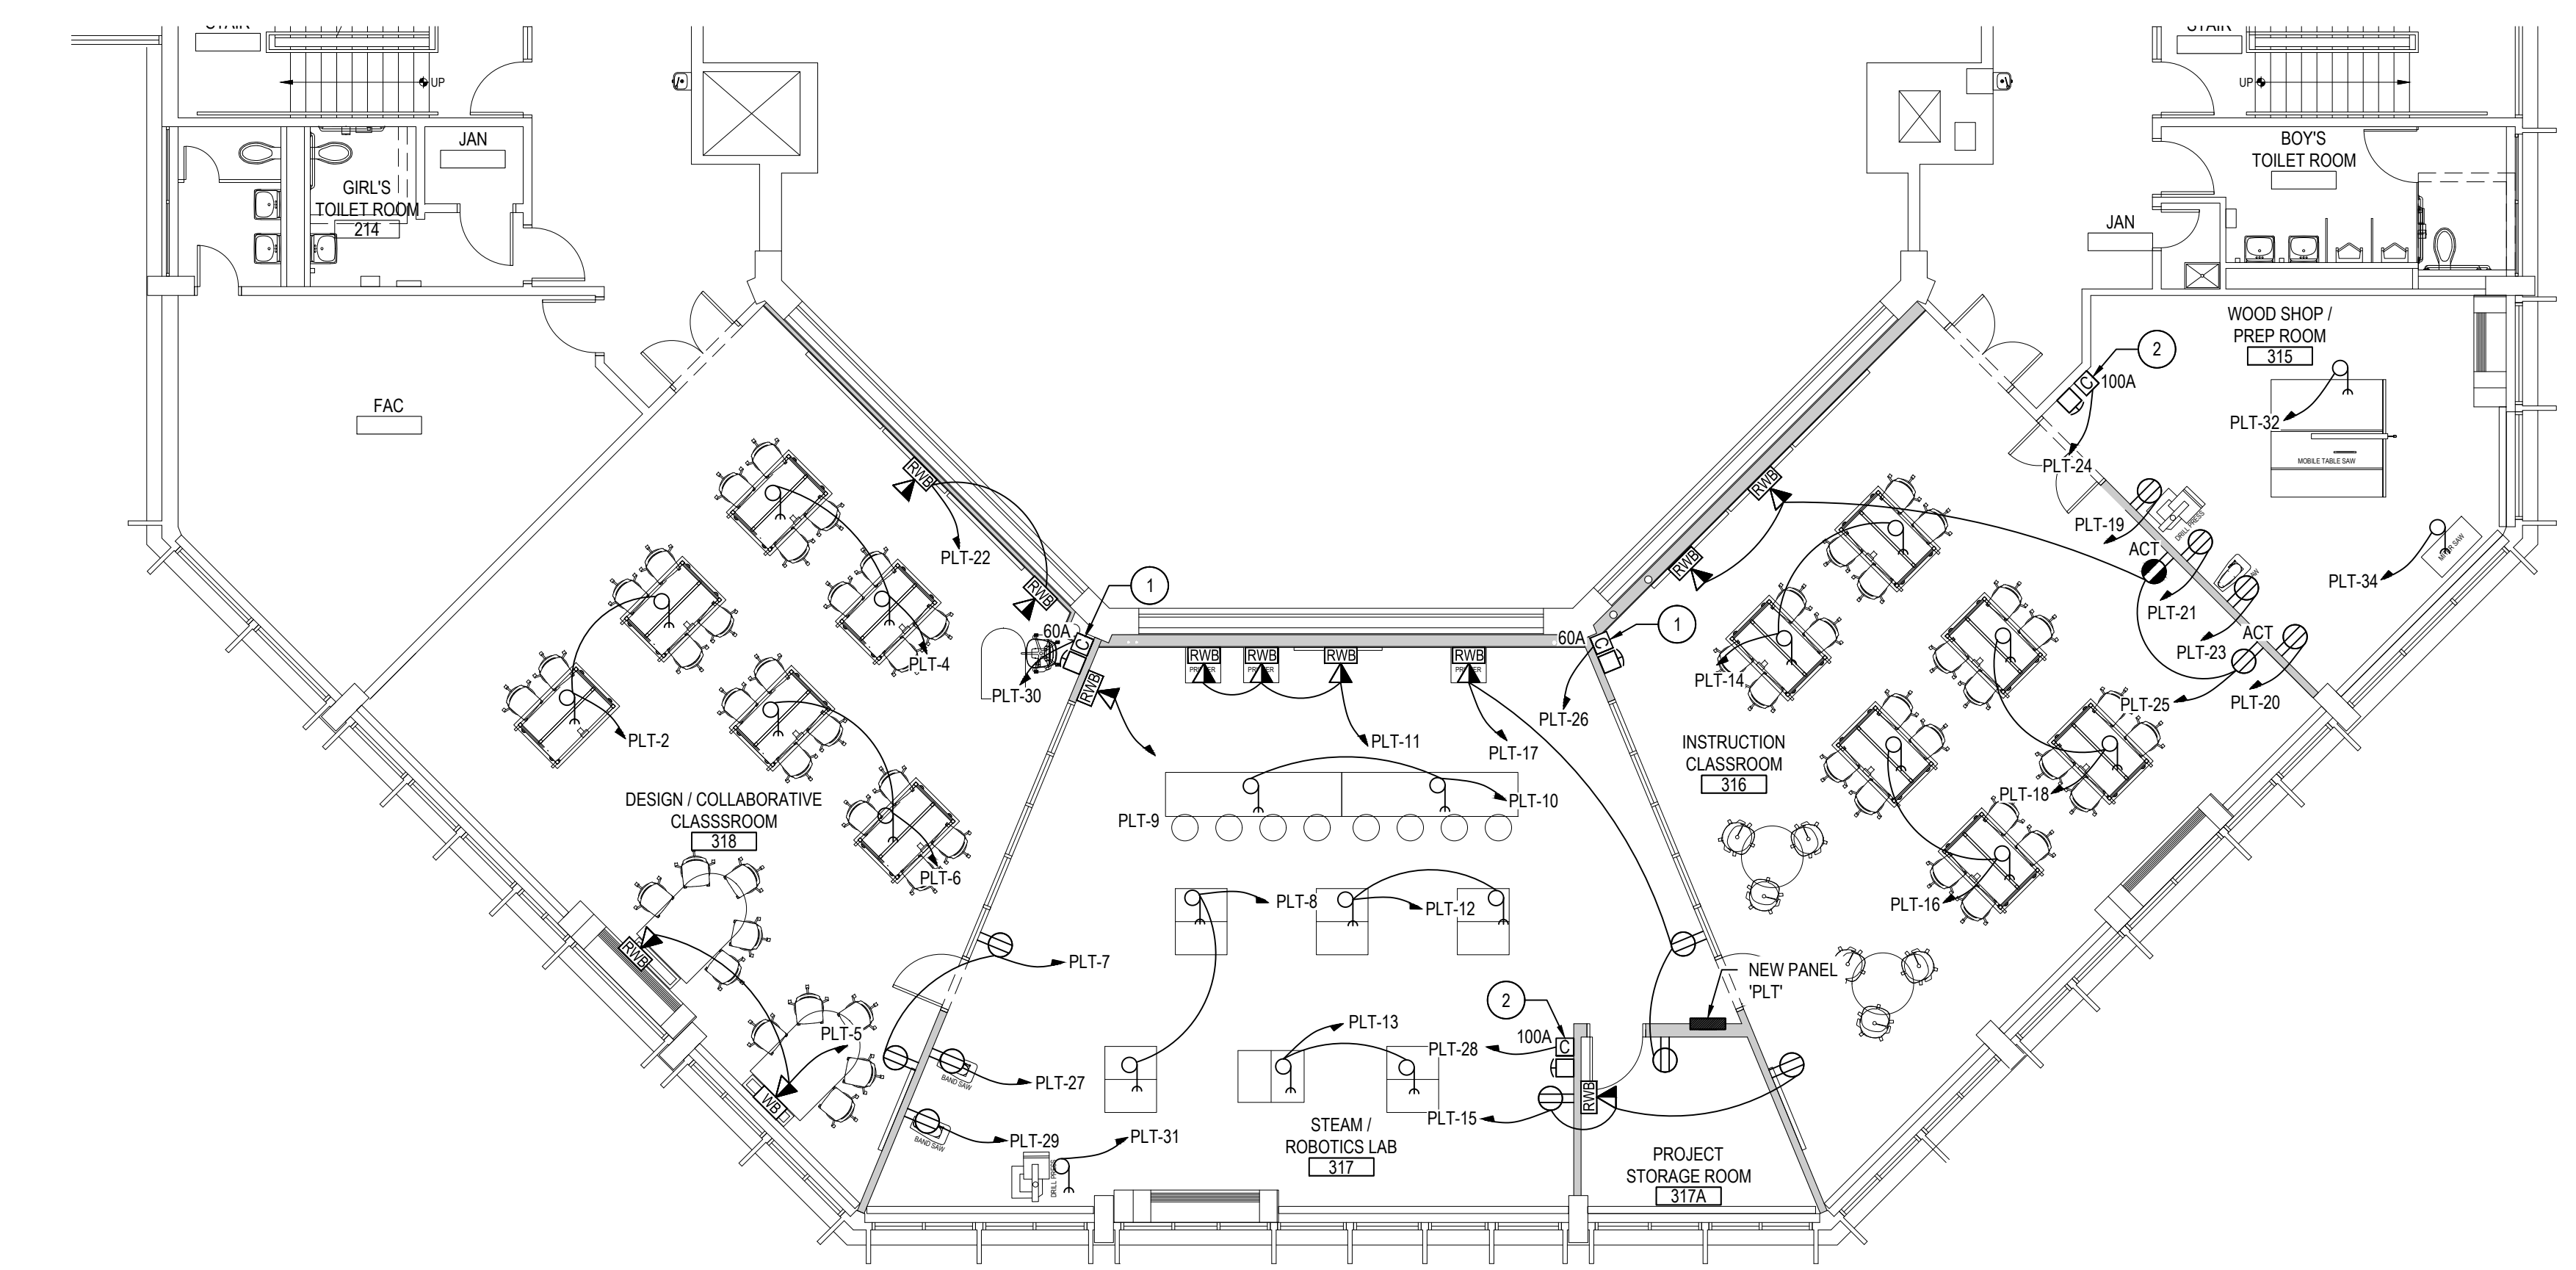 UP
UP
JAN
GIRL'S
TOILET ROOM
214
BOY'S
TOILET ROOM
JAN
WOOD SHOP /
PREP ROOM
315
2
C
100A
FAC
PLT-32
MOBILE TABLE SAW
PLT-24
RWB
RWB
PLT-22
PLT-19
DRILL PRESS
ACT
PLT-34
MITER SAW
RWB
RWB
1
PLT-21
60A
C
60A
C
1
PLT-23
ACT
PLT-4
PLT-30
RWB
RWB
RWB
RWB
RWB
PLT-14
PLT-25
PLT-20
PLT-26
PLT-2
PLT-11
PLT-17
INSTRUCTION
CLASSROOM
316
DESIGN / COLLABORATIVE
CLASSSROOM
318
PLT-9
PLT-10
PLT-18
PLT-6
PLT-8
PLT-12
PLT-16
RWB
PLT-7
NEW PANEL
'PLT'
2
PLT-5
PLT-13
100A
C
PLT-28
PLT-27
BAND SAW
WB
RWB
PLT-15
PLT-29
BAND SAW
PLT-31
DRILL PRESS
STEAM /
ROBOTICS LAB
317
PROJECT
STORAGE ROOM
317A